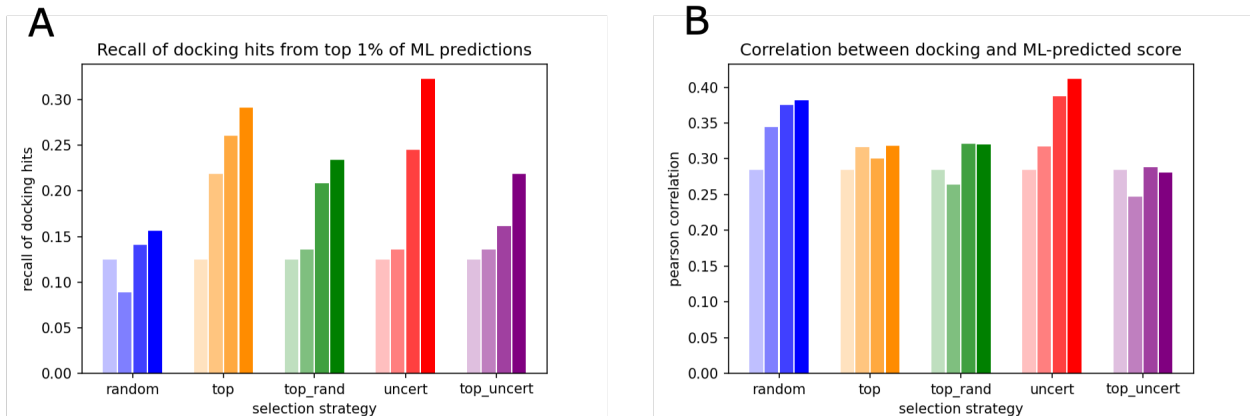 A
Recall of docking hits from top 1% of ML predictions
recall of docking hits
0.30
0.25
0.20
0.15
0.10
0.05
0.00
random top top_rand uncert top_uncert
selection strategy
B
Correlation between docking and ML-predicted score
pearson correlation
0.40
0.35
0.30
0.25
0.20
0.15
0.10
0.05
0.00
random top top_rand uncert top_uncert
selection strategy